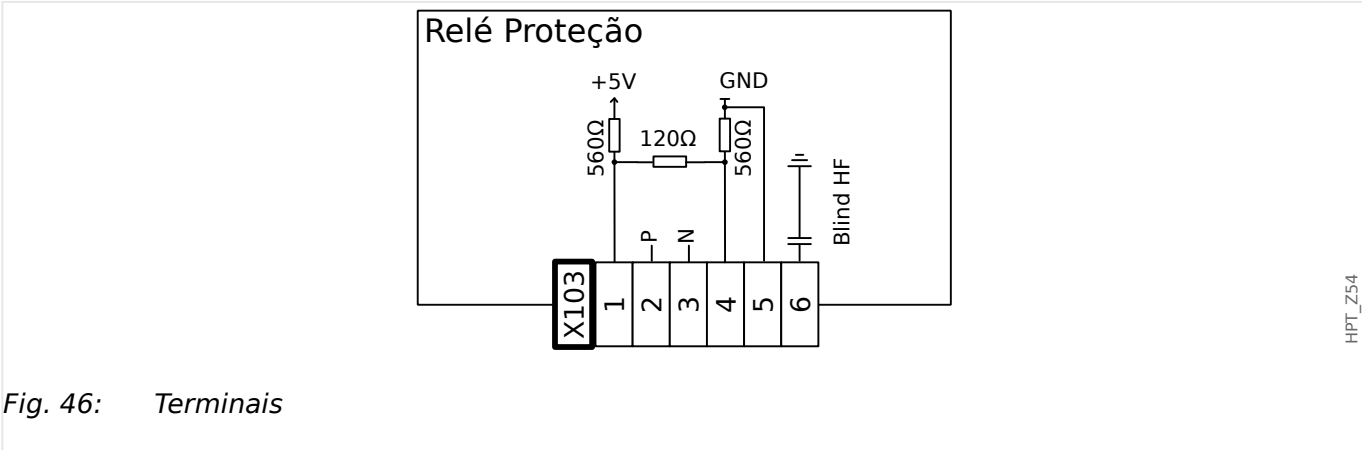 Relé Proteção
+5V
GND
560Ω
120Ω
560Ω
Blind HF
P
N
X103
1
2
3
4
5
6
HPT_Z54
Fig. 46: Terminais